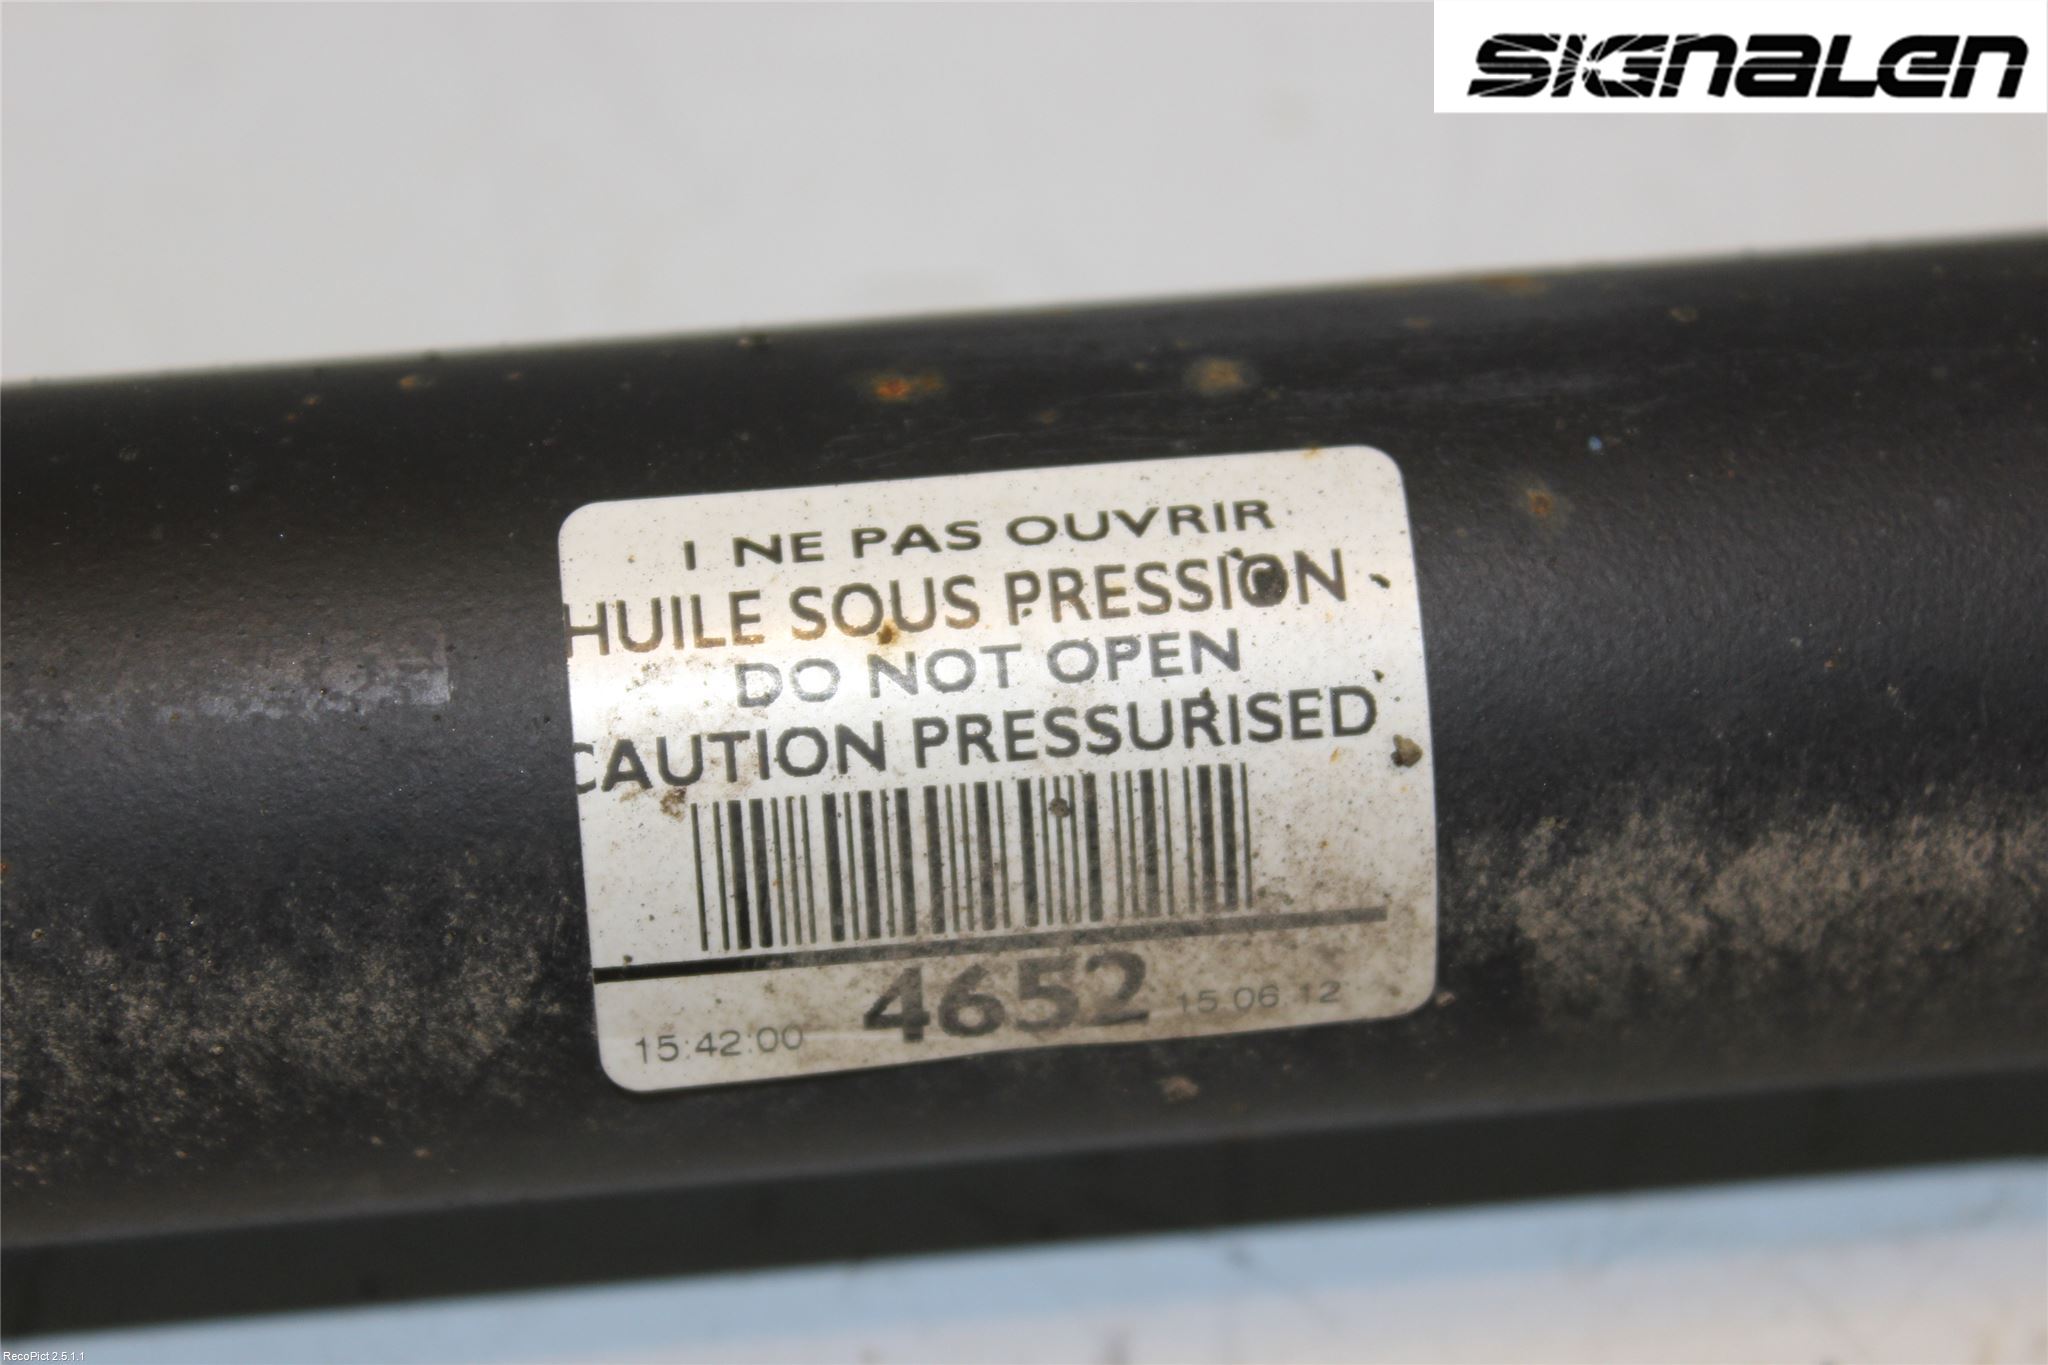 SIGNALEN
I NE PAS OUVRIR
HUILE SOUS PRESSION
DO NOT OPEN
CAUTION PRESSURISED
15:42:00 4652 15.06 12
RecoPict 2.5.1.1